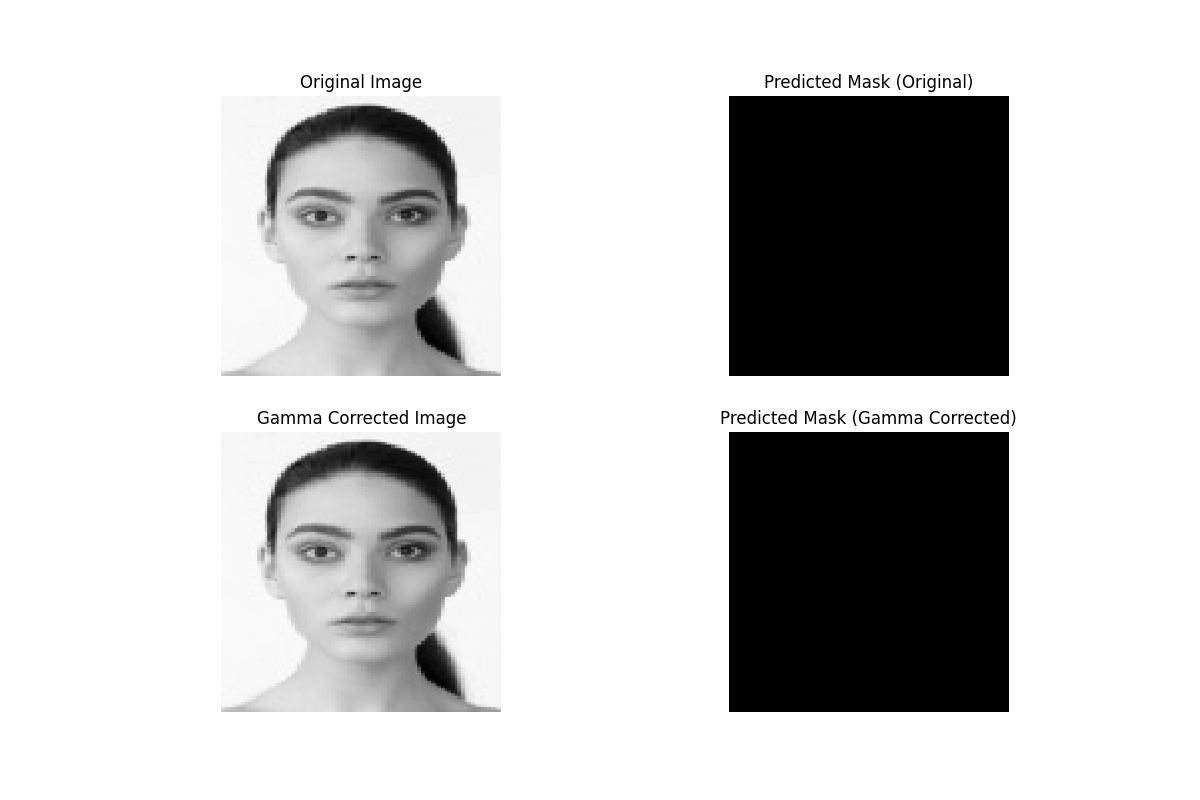 Original Image
Predicted Mask (Original)
Gamma Corrected Image
Predicted Mask (Gamma Corrected)